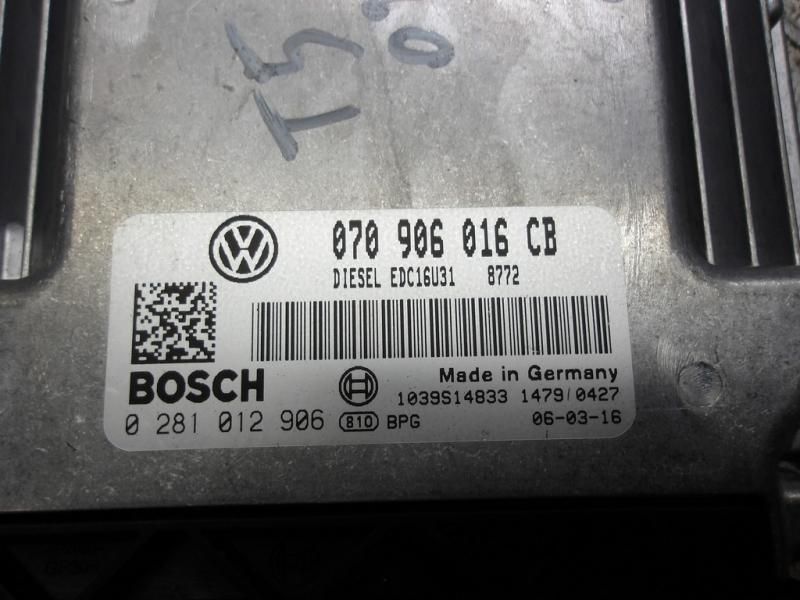 T5
070 906 016 CB
DIESEL EDC16U31 8772
BOSCH
Made in Germany
1039S14833 1479/0427
0 281 012 906 810 BPG 06-03-16